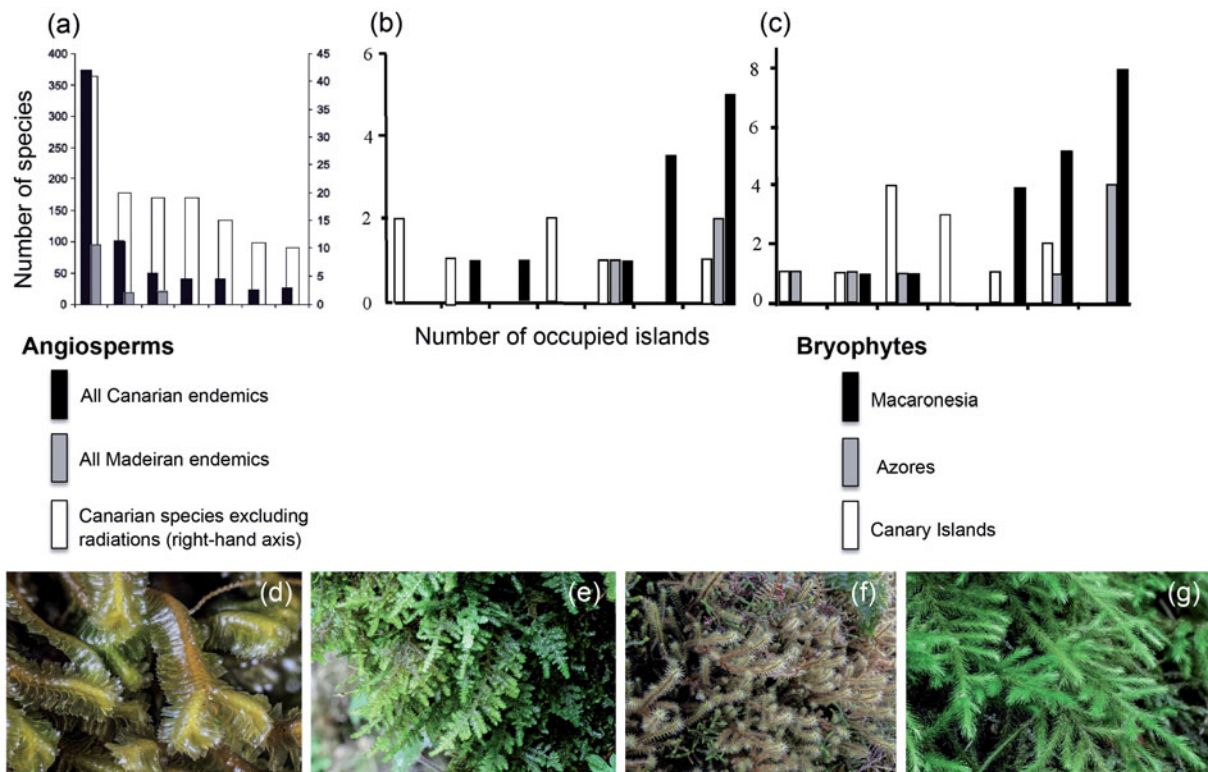 (a)
(b)
(c)
Number of species
400
350
300
250
200
150
100
50
0
45
40
35
30
25
20
15
10
5
0
6
4
2
0
8
6
4
2
0
Number of occupied islands
Angiosperms
All Canarian endemics
All Madeiran endemics
Canarian species excluding
radiations (right-hand axis)
Bryophytes
Macaronesia
Azores
Canary Islands
(d)
(e)
(f)
(g)